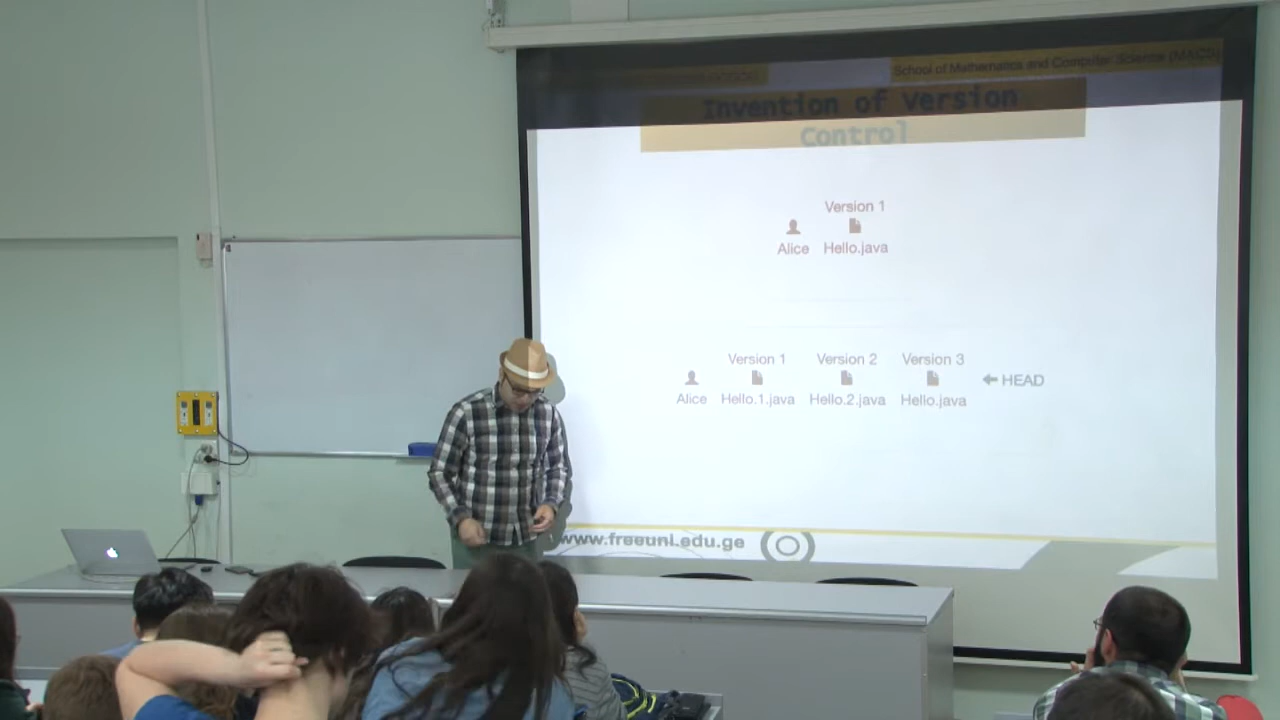 School of Mathematics and Computer Science (MACS)
Invention of Version
Control
Version 1
Alice Hello.java
Version 1 Version 2 Version 3
HEAD
Alice Hello.1.java Hello.2.java Hello.java
www.freeuni.edu.ge